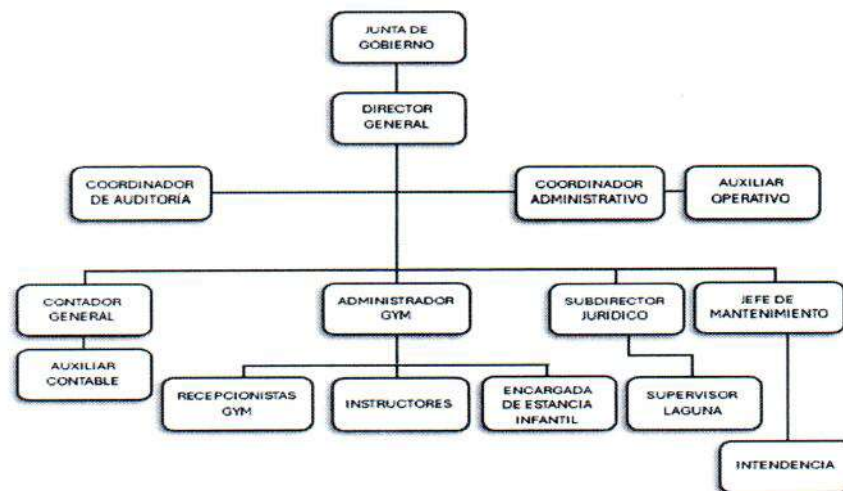 JUNTA DE
GOBIERNO
DIRECTOR
GENERAL
COORDINADOR
DE AUDITORÍA
COORDINADOR
ADMINISTRATIVO
AUXILIAR
OPERATIVO
CONTADOR
GENERAL
ADMINISTRADOR
GYM
SUBDIRECTOR
JURÍDICO
JEFE DE
MANTENIMIENTO
AUXILIAR
CONTABLE
RECEPCIONISTAS
GYM
INSTRUCTORES
ENCARGADA
DE ESTANCIA
INFANTIL
SUPERVISOR
LAGUNA
INTENDENCIA